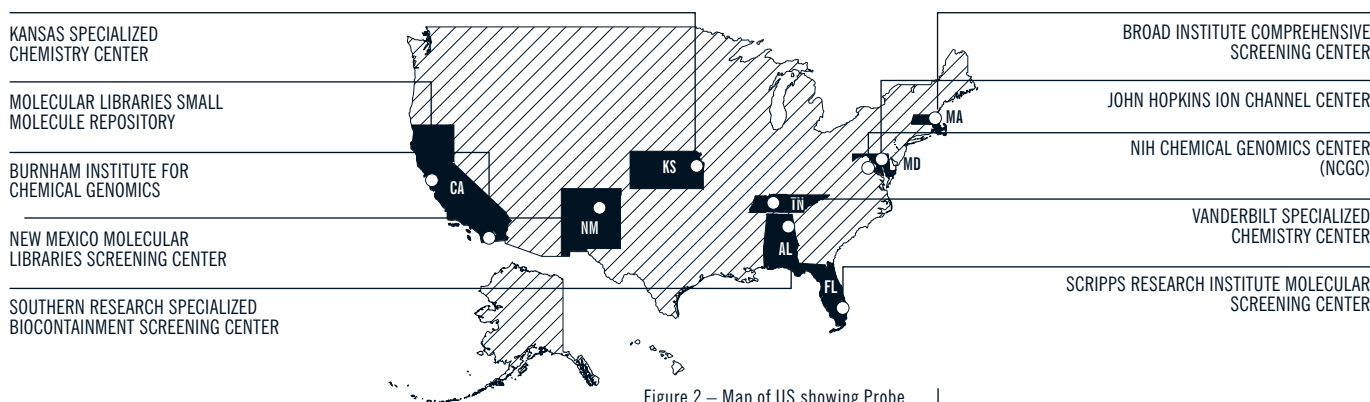 KANSAS SPECIALIZED
CHEMISTRY CENTER
MOLECULAR LIBRARIES SMALL
MOLECULE REPOSITORY
BURNHAM INSTITUTE FOR
CHEMICAL GENOMICS
NEW MEXICO MOLECULAR
LIBRARIES SCREENING CENTER
SOUTHERN RESEARCH SPECIALIZED
BIOCONTAINMENT SCREENING CENTER
CA
NM
KS
TN
AL
FL
MA
MD
BROAD INSTITUTE COMPREHENSIVE
SCREENING CENTER
JOHN HOPKINS ION CHANNEL CENTER
NIH CHEMICAL GENOMICS CENTER
(NCGC)
VANDERBILT SPECIALIZED
CHEMISTRY CENTER
SCRIPPS RESEARCH INSTITUTE MOLECULAR
SCREENING CENTER
Figure 2 – Map of US showing Probe